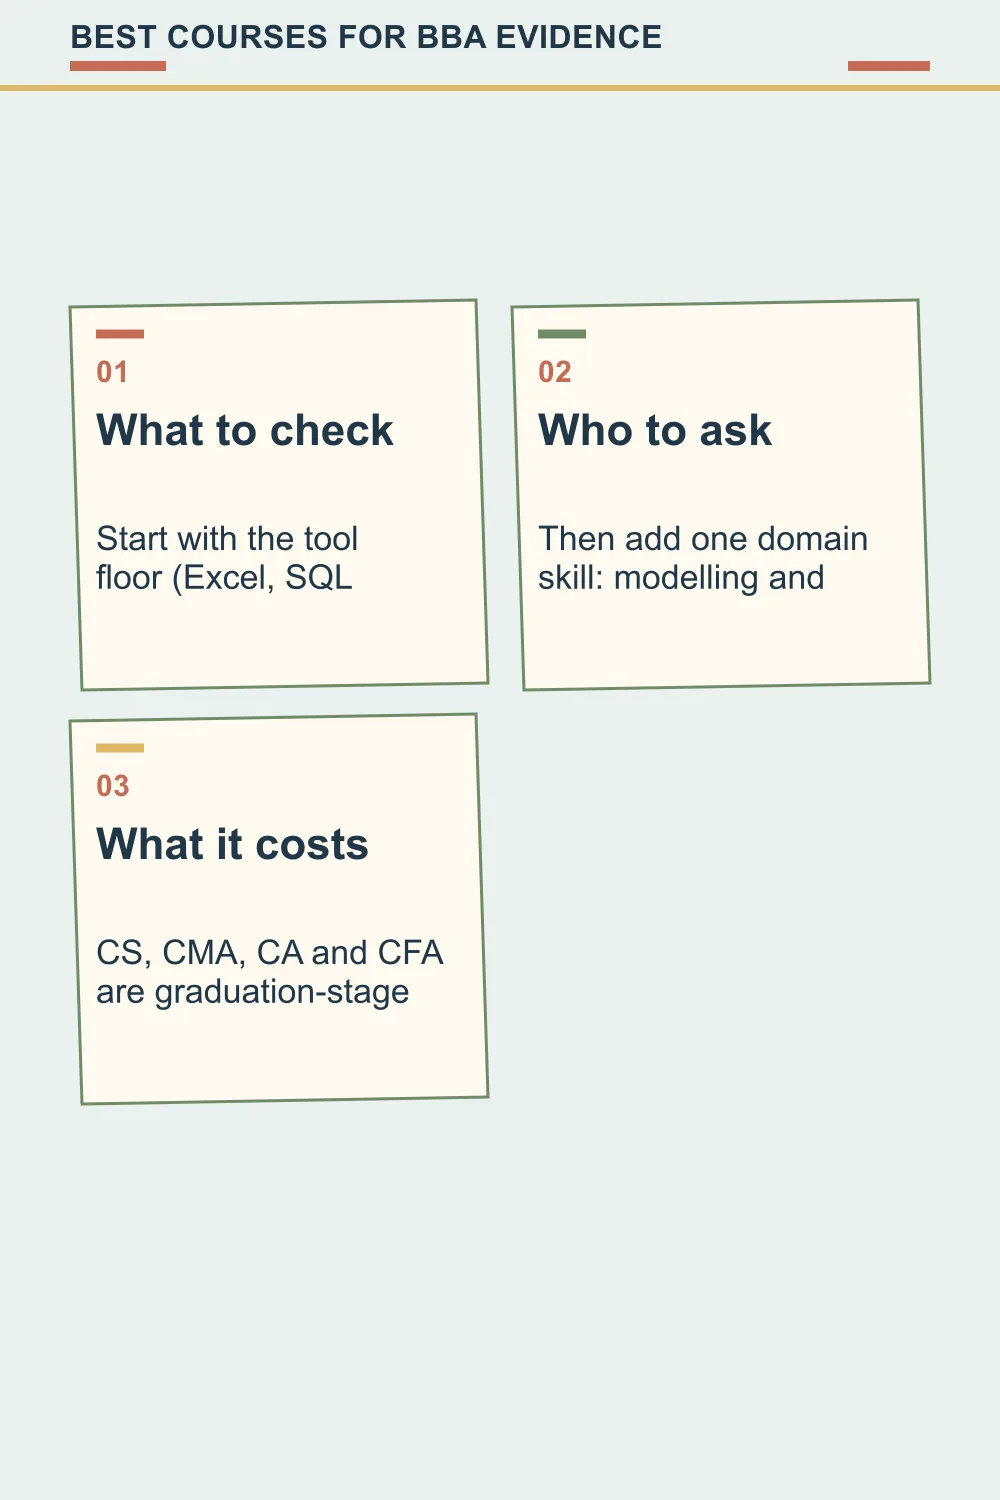 BEST COURSES FOR BBA EVIDENCE
01
What to check
Start with the tool
floor (Excel, SQL
02
Who to ask
Then add one domain
skill: modelling and
03
What it costs
CS, CMA, CA and CFA
are graduation-stage